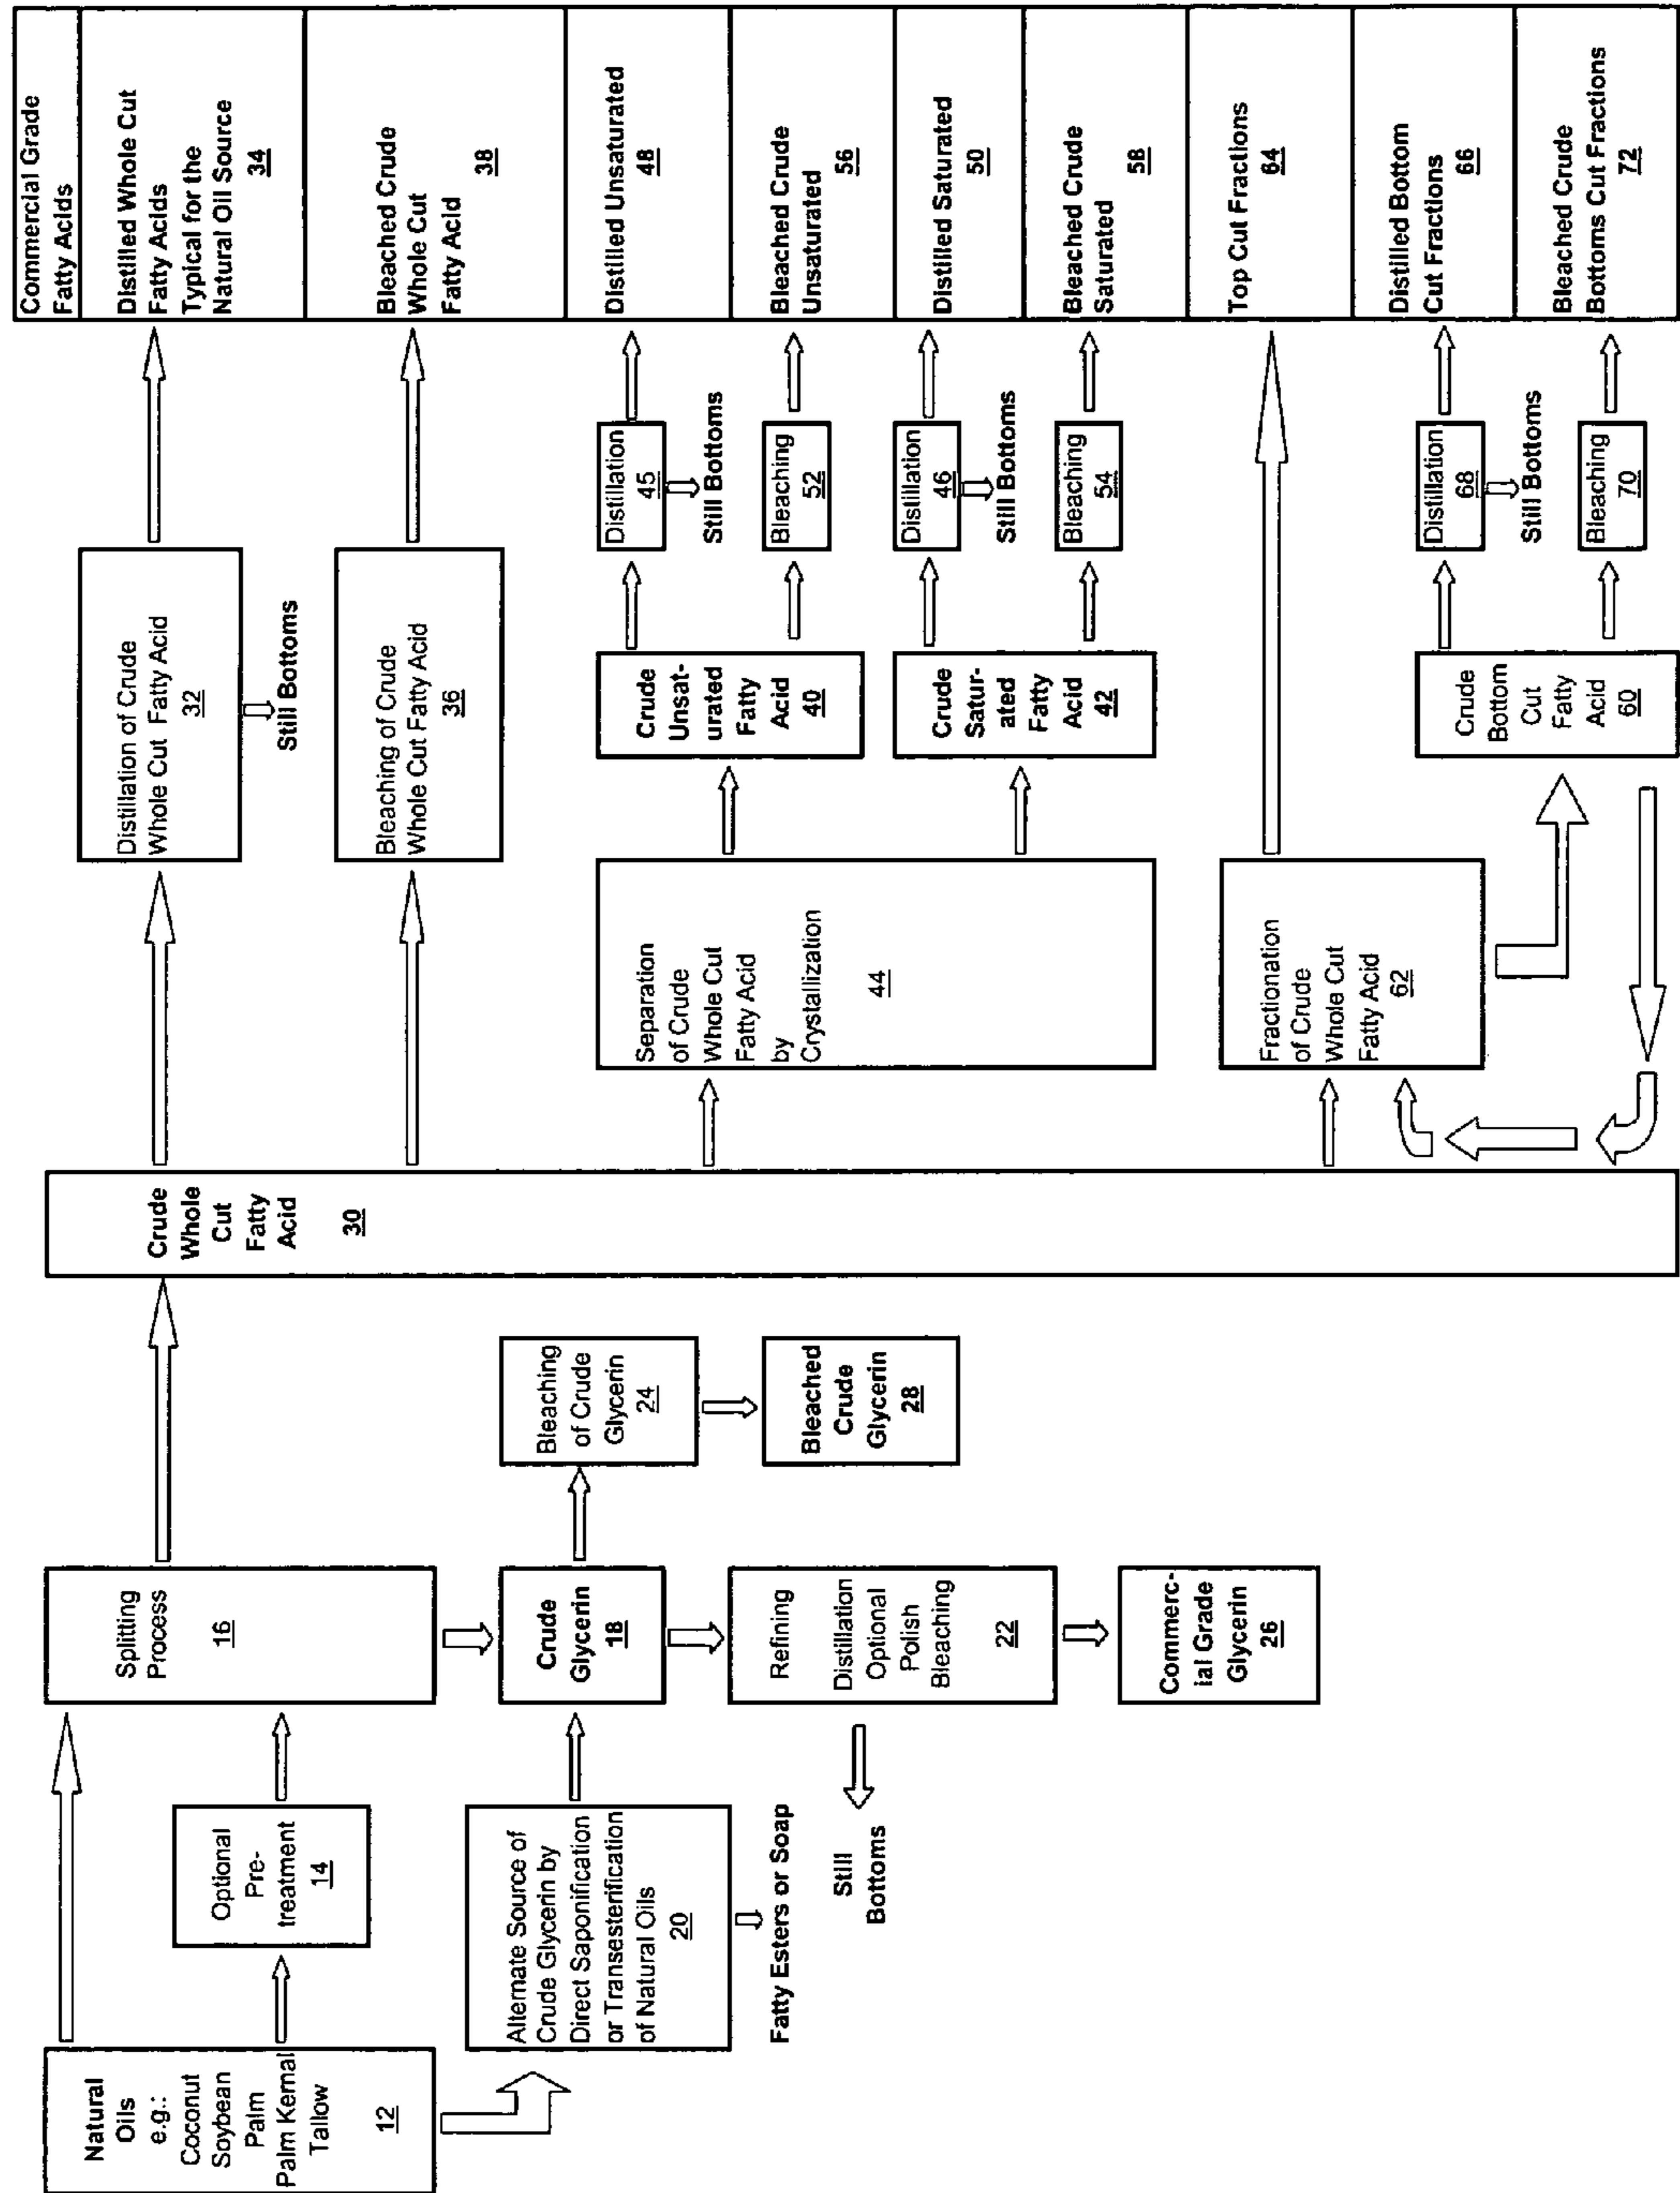 Natural
Oils
e.g.:
Coconut
Soybean
Palm
Palm Kernal
Tallow
12
Optional
Pre-
treatment
14
Splitting
Process
16
Alternate Source of
Crude Glycerin by
Direct Saponification
or Transesterification
of Natural Oils
20
Fatty Esters or Soap
Crude
Glycerin
18
Bleaching
of Crude
Glycerin
24
Bleached
Crude
Glycerin
28
Refining
Distillation
Optional
Polish
Bleaching
22
Still
Bottoms
Commerc-
ial Grade
Glycerin
26
Crude
Whole
Cut
Fatty
Acid
30
Distillation of Crude
Whole Cut Fatty Acid
32
Still Bottoms
Bleaching of Crude
Whole Cut Fatty Acid
36
Separation
of Crude
Whole Cut
Fatty Acid
by
Crystallization
44
Crude
Unsat-
urated
Fatty
Acid
40
Crude
Satur-
ated
Fatty
Acid
42
Distillation
45
Still Bottoms
Bleaching
52
Distillation
46
Still Bottoms
Bleaching
54
Fractionation
of Crude
Whole Cut
Fatty Acid
62
Crude
Bottom
Cut
Fatty
Acid
60
Distillation
68
Still Bottoms
Bleaching
70
Commercial Grade
Fatty Acids
Distilled Whole Cut
Fatty Acids
Typical for the
Natural Oil Source
34
Bleached Crude
Whole Cut
Fatty Acid
38
Distilled Unsaturated
48
Bleached Crude
Unsaturated
56
Distilled Saturated
50
Bleached Crude
Saturated
58
Top Cut Fractions
64
Distilled Bottom
Cut Fractions
66
Bleached Crude
Bottoms Cut Fractions
72